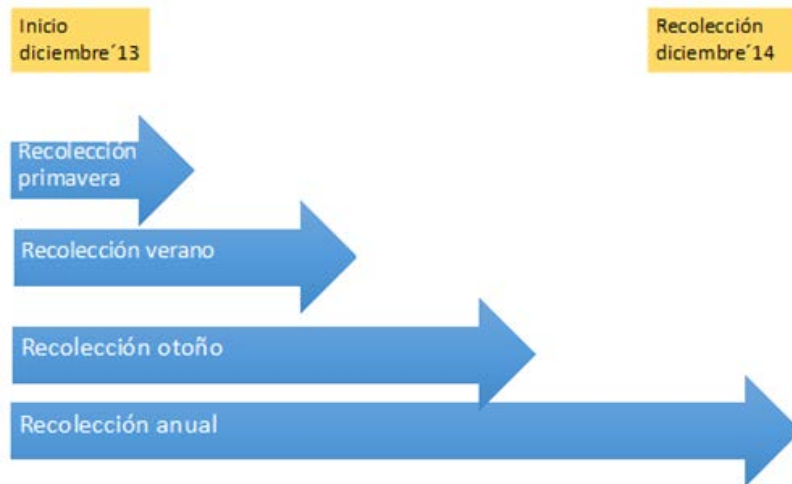 Inicio
diciembre´13
Recolección
diciembre´14
Recolección
primavera
Recolección verano
Recolección otoño
Recolección anual